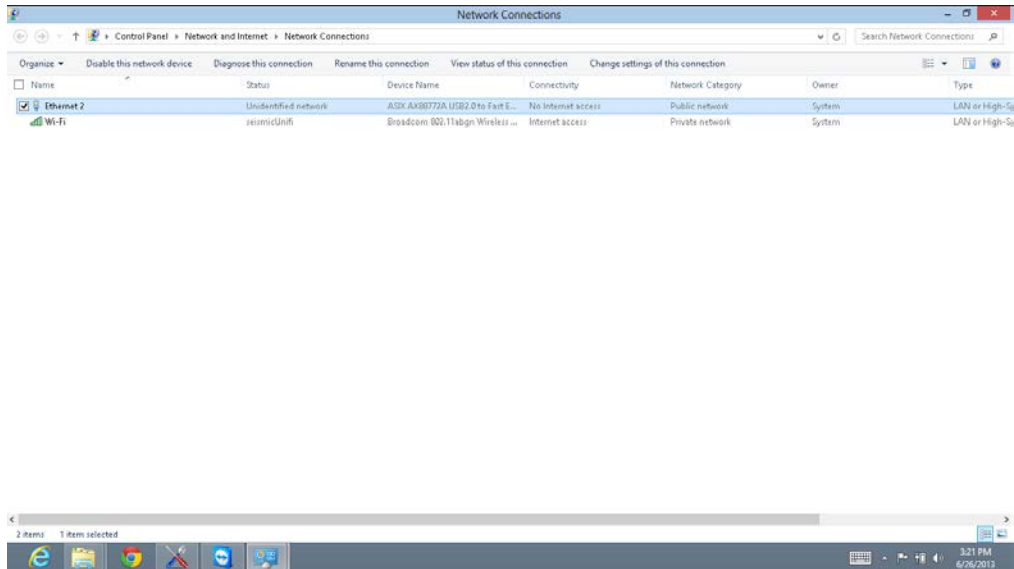 Network Connections
Control Panel Network and Internet Network Connections Search Network Connections
Organize Disable this network device Diagnose this connection Rename this connection View status of this connection Change settings of this connection
Name Status Device Name Connectivity Network Category Owner Type
Ethernet 2 Unidentified network ASIX AX88772A USB2.0 to Fast E... No Internet access Public network System LAN or High-Sp
Wi-Fi seismicUnifi Broadcom 802.11abgn Wireless ... Internet access Private network System LAN or High-Sp
2 items 1 item selected
3:21 PM
6/26/2013